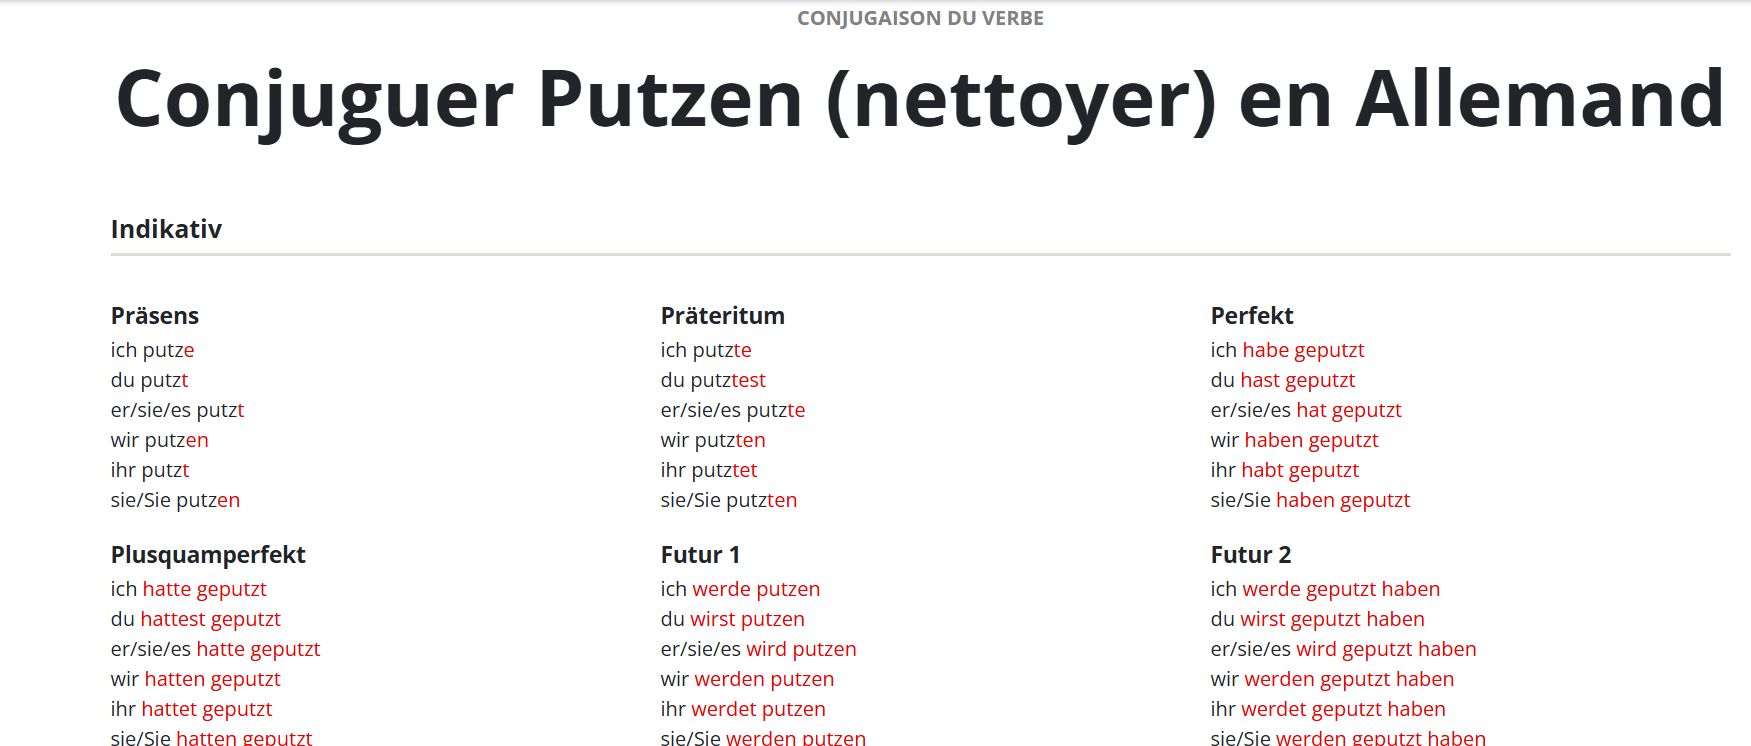 CONJUGAISON DU VERBE
Conjuguer Putzen (nettoyer) en Allemand
Indikativ
Präsens
ich putze
du putzt
er/sie/es putzt
wir putzen
ihr putzt
sie/Sie putzen
Präteritum
ich putzte
du putztest
er/sie/es putzte
wir putzten
ihr putztet
sie/Sie putzten
Perfekt
ich habe geputzt
du hast geputzt
er/sie/es hat geputzt
wir haben geputzt
ihr habt geputzt
sie/Sie haben geputzt
Plusquamperfekt
ich hatte geputzt
du hattest geputzt
er/sie/es hatte geputzt
wir hatten geputzt
ihr hattet geputzt
sie/Sie hatten geputzt
Futur 1
ich werde putzen
du wirst putzen
er/sie/es wird putzen
wir werden putzen
ihr werdet putzen
sie/Sie werden putzen
Futur 2
ich werde geputzt haben
du wirst geputzt haben
er/sie/es wird geputzt haben
wir werden geputzt haben
ihr werdet geputzt haben
sie/Sie werden geputzt haben